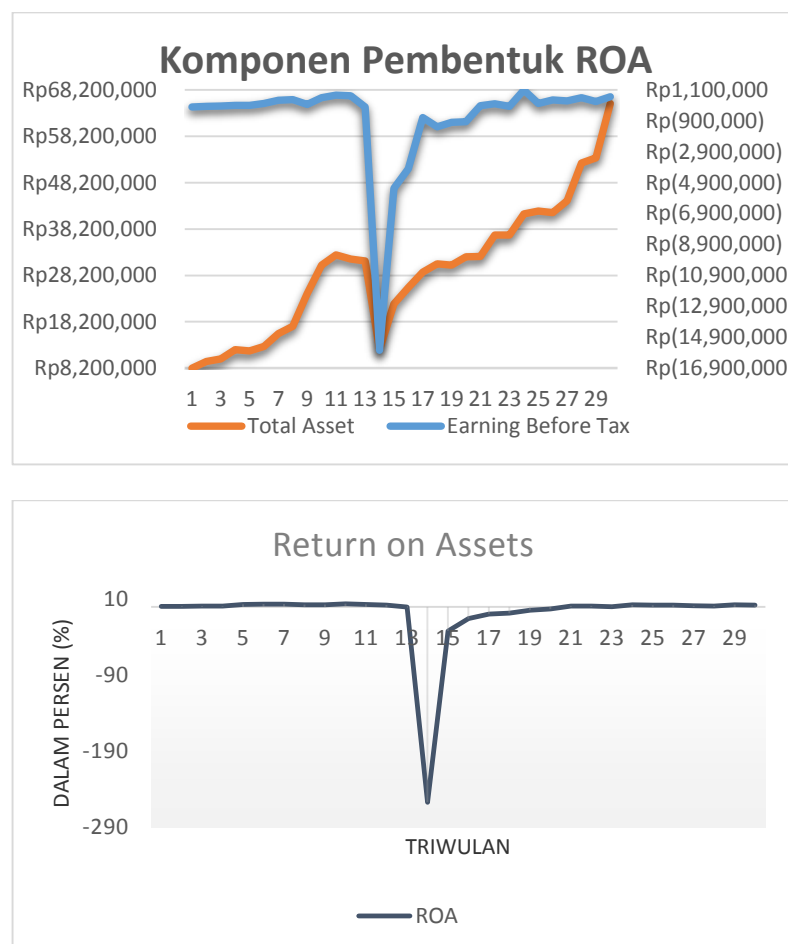 Komponen Pembentuk ROA
Rp68,200,000
Rp58,200,000
Rp48,200,000
Rp38,200,000
Rp28,200,000
Rp18,200,000
Rp8,200,000
Rp1,100,000
Rp(900,000)
Rp(2,900,000)
Rp(4,900,000)
Rp(6,900,000)
Rp(8,900,000)
Rp(10,900,000
Rp(12,900,000
Rp(14,900,000
Rp(16,900,000
1 3 5 7 9 11 13 15 17 19 21 23 25 27 29
Total Asset Earning Before Tax
Return on Assets
DALAM PERSEN (%)
10
-90
-190
-290
1 3 5 7 9 11 13 15 17 19 21 23 25 27 29
TRIWULAN
ROA